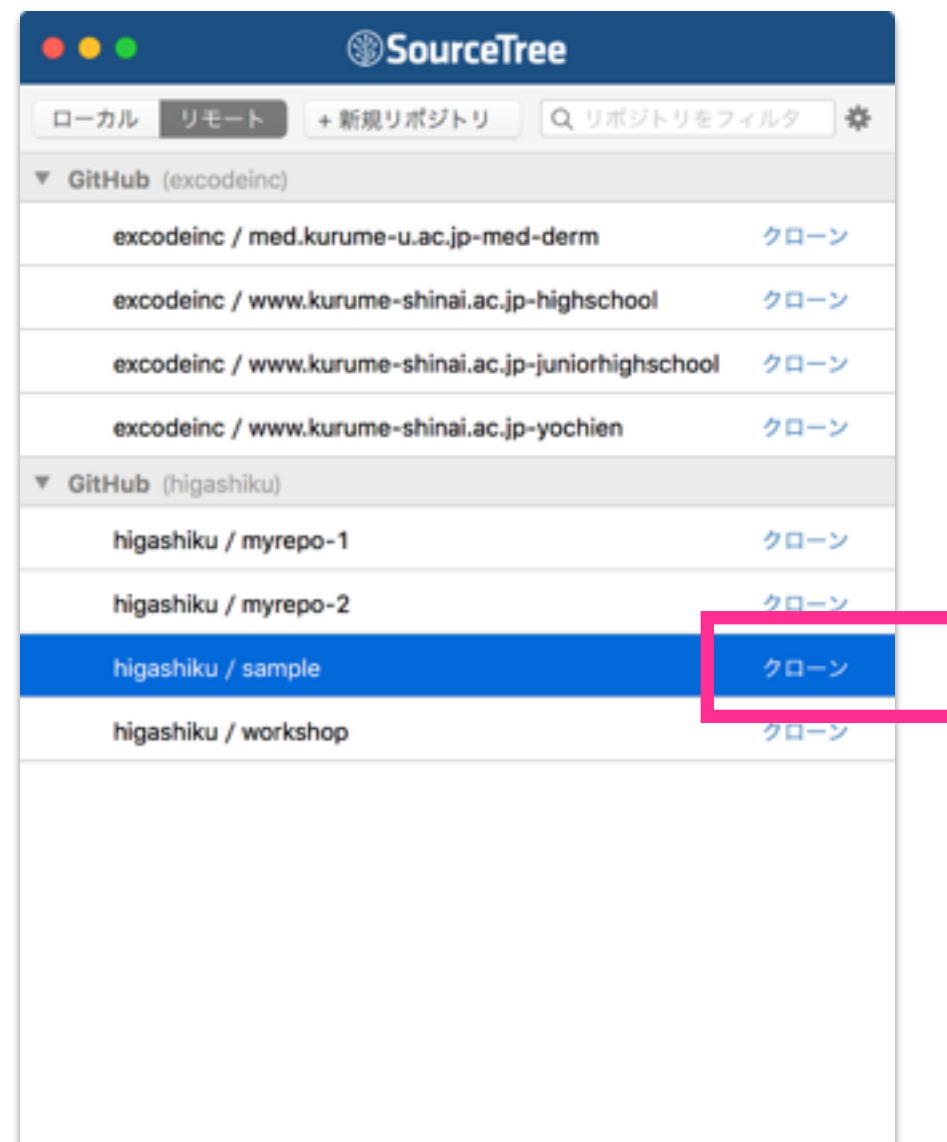 SourceTree
ローカル リモート + 新規リポジトリ リポジトリをフィルタ
GitHub (excodeinc)
excodeinc / med.kurume-u.ac.jp-med-derm クローン
excodeinc / www.kurume-shinai.ac.jp-highschool クローン
excodeinc / www.kurume-shinai.ac.jp-juniorhighschool クローン
excodeinc / www.kurume-shinai.ac.jp-yochien クローン
GitHub (higashiku)
higashiku / myrepo-1 クローン
higashiku / myrepo-2 クローン
higashiku / sample クローン
higashiku / workshop クローン